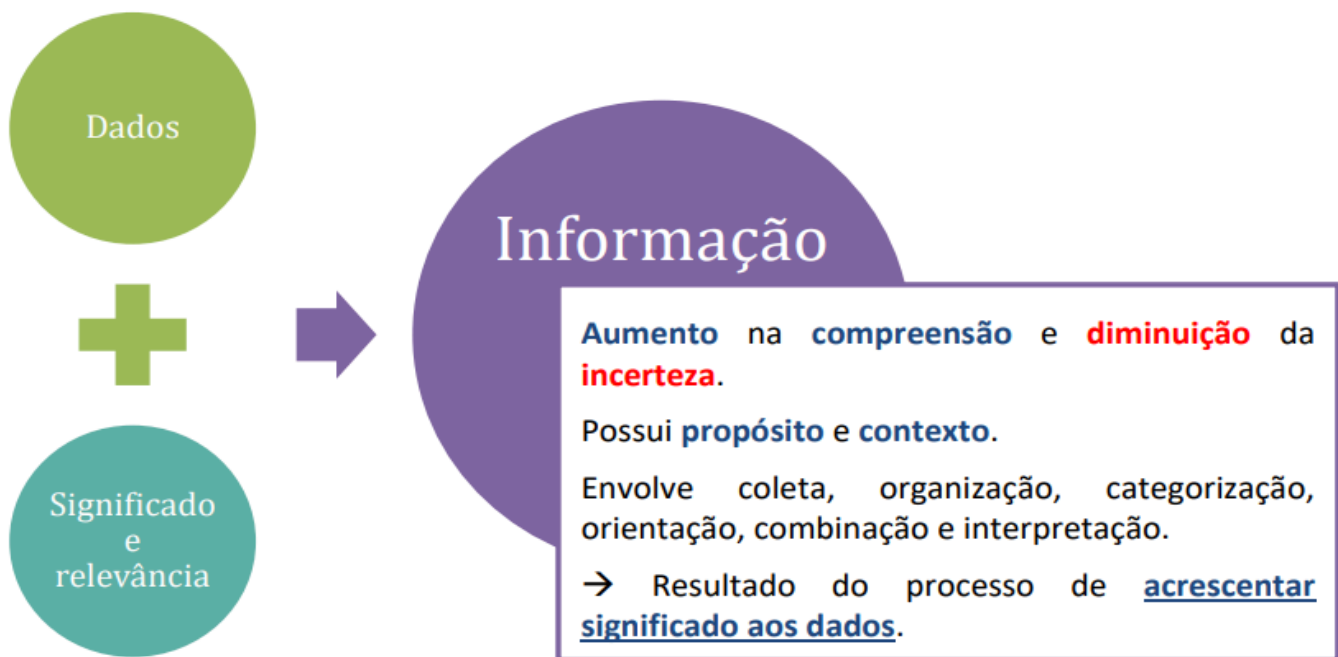 Dados
Significado
e
relevância
Informação
Aumento na compreensão e diminuição da
incerteza.
Possui propósito e contexto.
Envolve coleta, organização, categorização,
orientação, combinação e interpretação.
→ Resultado do processo de acrescentar
significado aos dados.